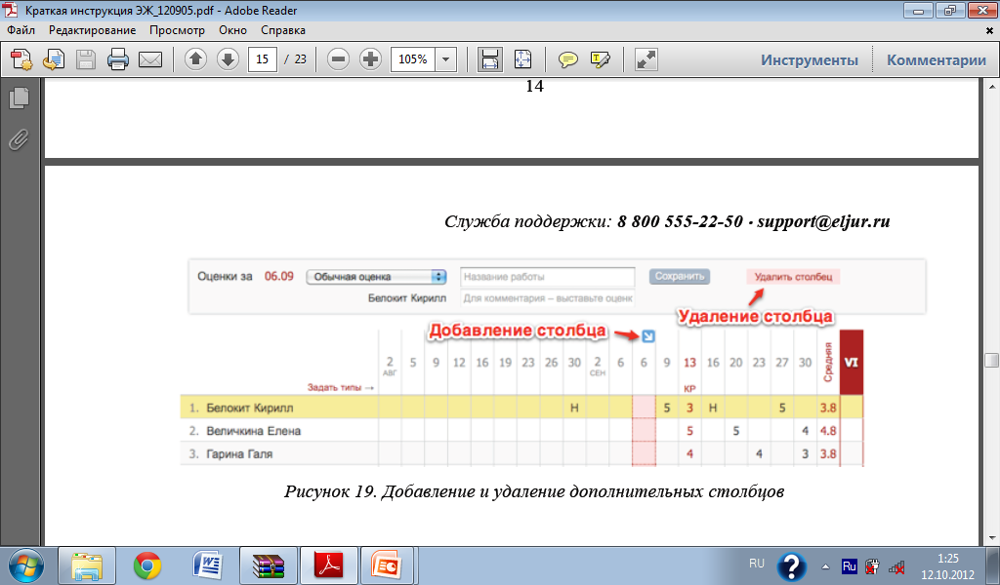 Краткая инструкция ЭЖ_120905.pdf - Adobe Reader
Файл Редактирование Просмотр Окно Справка
15 / 23 105% Инструменты Комментарии
14
Служба поддержки: 8 800 555-22-50 · support@eljur.ru
Оценки за 06.09 Обычная оценка Название работы Сохранить Удалить столбец
Белокит Кирилл Для комментария – выставьте оценк
Удаление столбца
Добавление столбца
2 5 9 12 16 19 23 26 30 2 6 6 9 13 16 20 23 27 30 Средняя VI
АВГ СЕН
Задать типы → КР
1. Белокит Кирилл Н 5 3 Н 5 3.8
2. Величкина Елена 5 5 4 4.8
3. Гарина Галя 4 4 3 3.8
Рисунок 19. Добавление и удаление дополнительных столбцов
RU Ru 1:25
12.10.2012